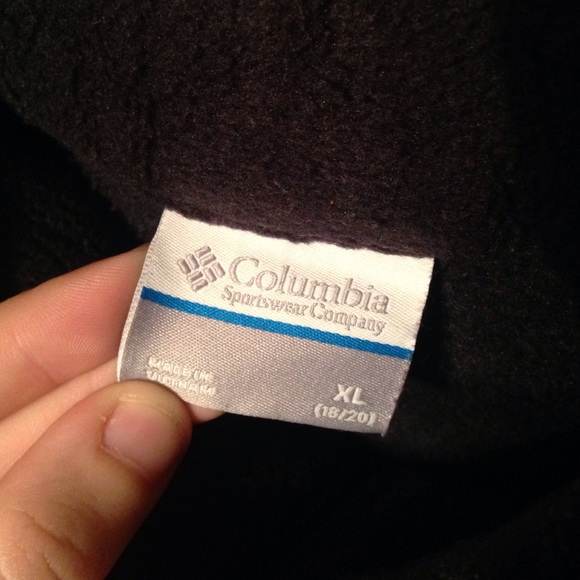 Columbia
Sportswear Company
MADE IN
VIETNAM
XL
(18/20)